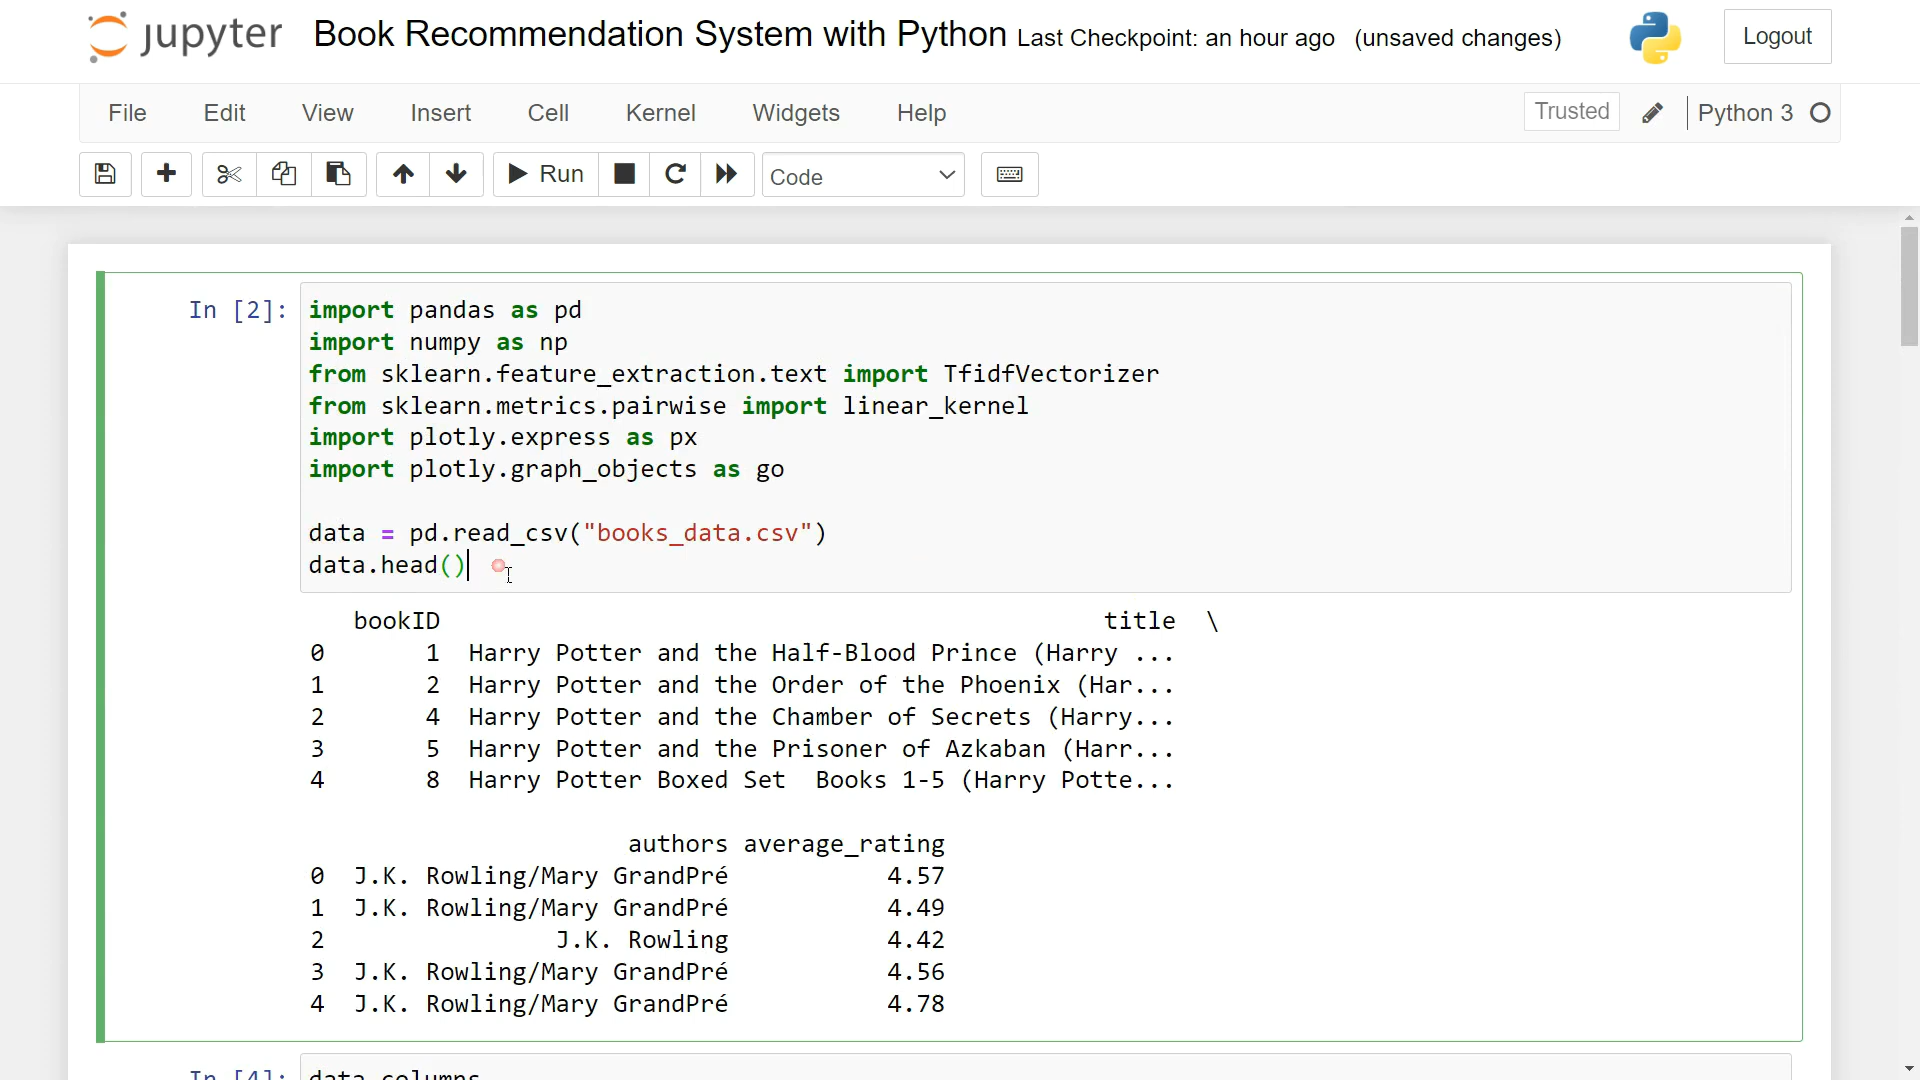 jupyter Book Recommendation System with Python Last Checkpoint: an hour ago (unsaved changes) Logout
File Edit View Insert Cell Kernel Widgets Help Trusted Python 3
Run Code
In [2]: import pandas as pd
import numpy as np
from sklearn.feature_extraction.text import TfidfVectorizer
from sklearn.metrics.pairwise import linear_kernel
import plotly.express as px
import plotly.graph_objects as go
data = pd.read_csv("books_data.csv")
data.head()
bookID title \
0 1 Harry Potter and the Half-Blood Prince (Harry ...
1 2 Harry Potter and the Order of the Phoenix (Har...
2 4 Harry Potter and the Chamber of Secrets (Harry...
3 5 Harry Potter and the Prisoner of Azkaban (Harr...
4 8 Harry Potter Boxed Set  Books 1-5 (Harry Potte...
authors average_rating
0 J.K. Rowling/Mary GrandPré 4.57
1 J.K. Rowling/Mary GrandPré 4.49
2 J.K. Rowling 4.42
3 J.K. Rowling/Mary GrandPré 4.56
4 J.K. Rowling/Mary GrandPré 4.78
In [4]: data columns